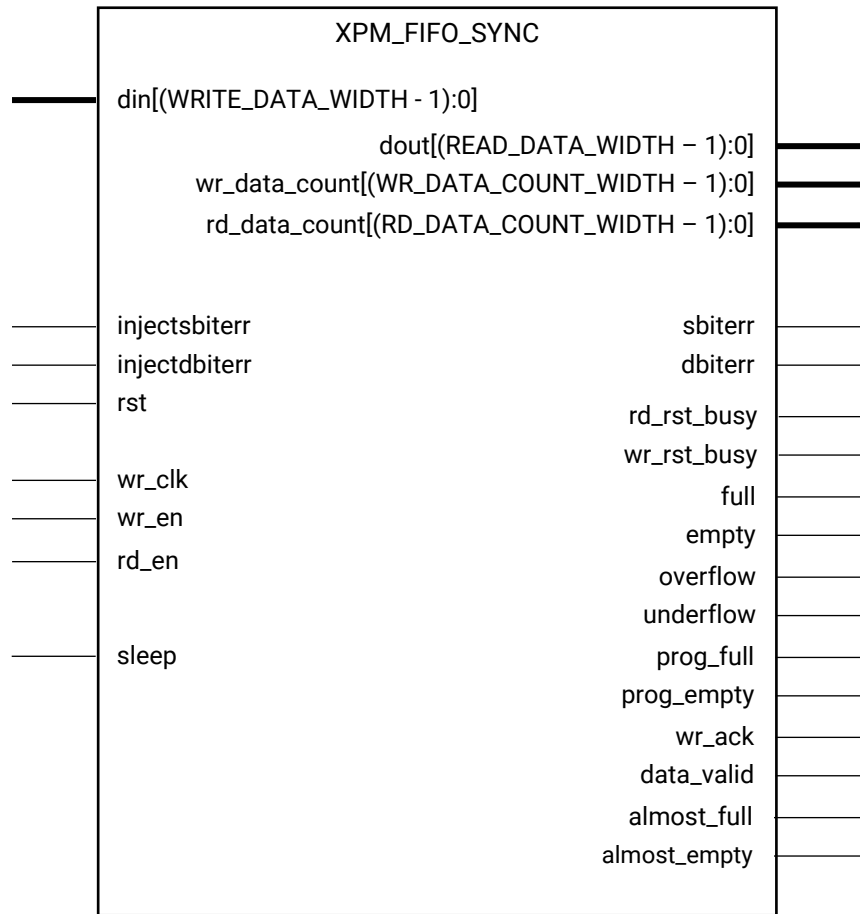 XPM_FIFO_SYNC
din[(WRITE_DATA_WIDTH - 1):0]
dout[(READ_DATA_WIDTH – 1):0]
wr_data_count[(WR_DATA_COUNT_WIDTH – 1):0]
rd_data_count[(RD_DATA_COUNT_WIDTH – 1):0]
injectsbiterr
sbiterr
injectdbiterr
dbiterr
rst
rd_rst_busy
wr_rst_busy
wr_clk
full
wr_en
empty
rd_en
overflow
underflow
sleep
prog_full
prog_empty
wr_ack
data_valid
almost_full
almost_empty